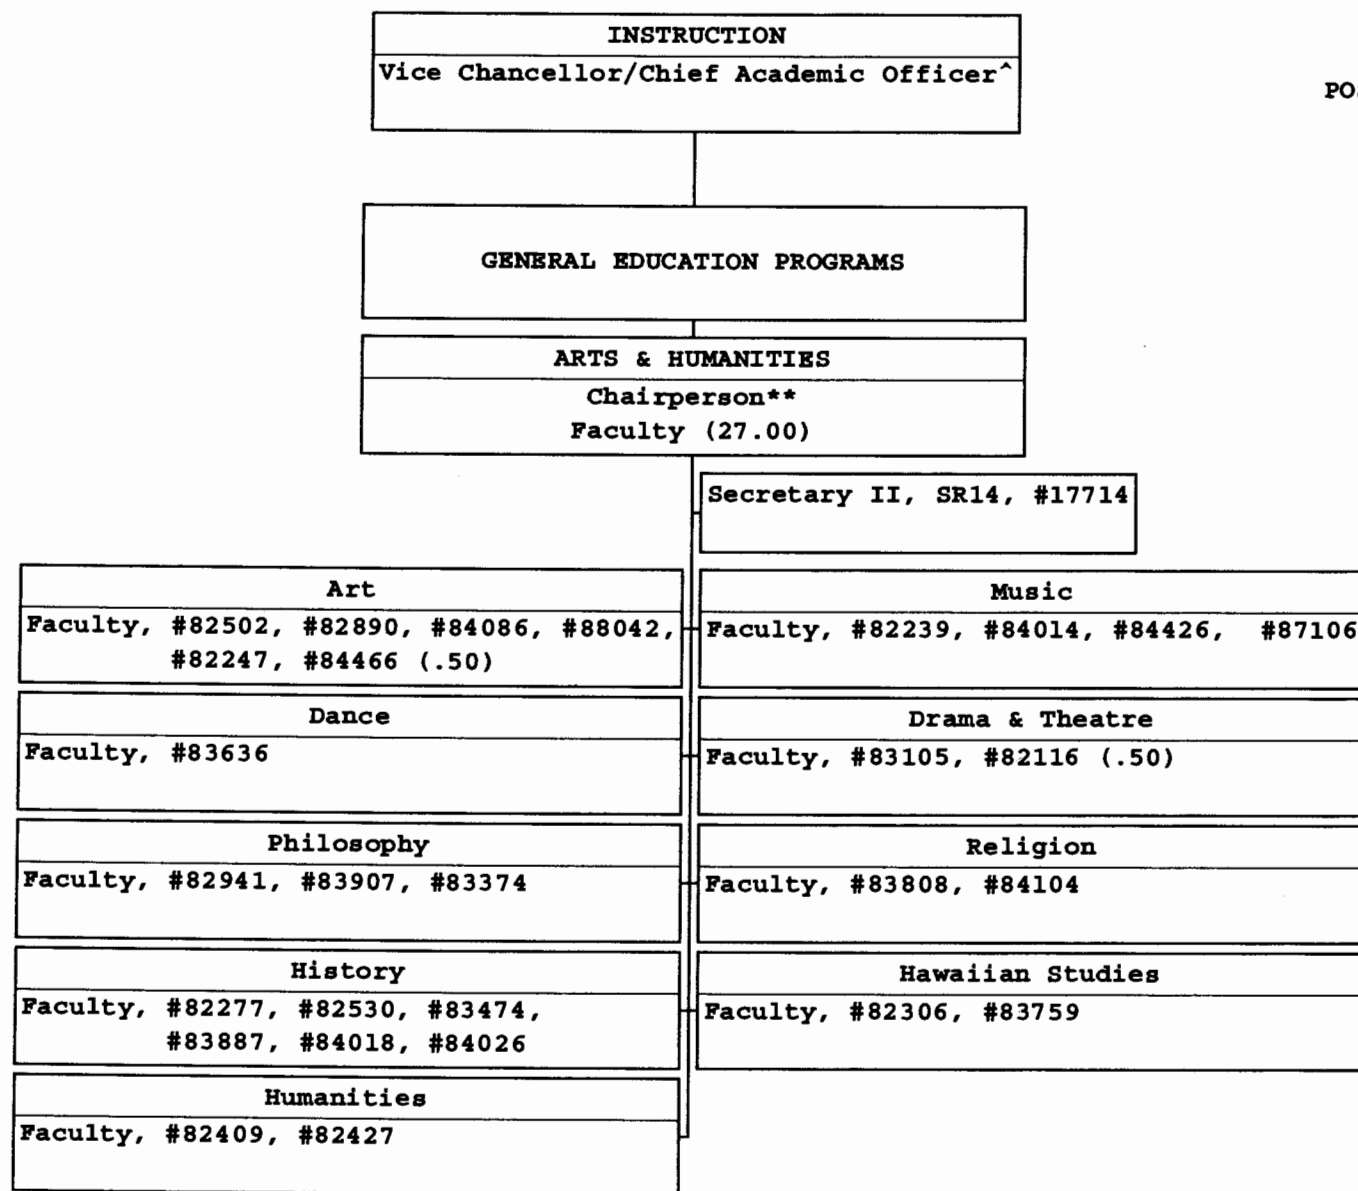 INSTRUCTION
Vice Chancellor/Chief Academic Officer^
GENERAL EDUCATION PROGRAMS
ARTS & HUMANITIES
Chairperson**
Faculty (27.00)
Secretary II, SR14, #17714
Art
Faculty, #82502, #82890, #84086, #88042,
#82247, #84466 (.50)
Music
Faculty, #82239, #84014, #84426, #87106
Dance
Faculty, #83636
Drama & Theatre
Faculty, #83105, #82116 (.50)
Philosophy
Faculty, #82941, #83907, #83374
Religion
Faculty, #83808, #84104
History
Faculty, #82277, #82530, #83474,
#83887, #84018, #84026
Hawaiian Studies
Faculty, #82306, #83759
Humanities
Faculty, #82409, #82427